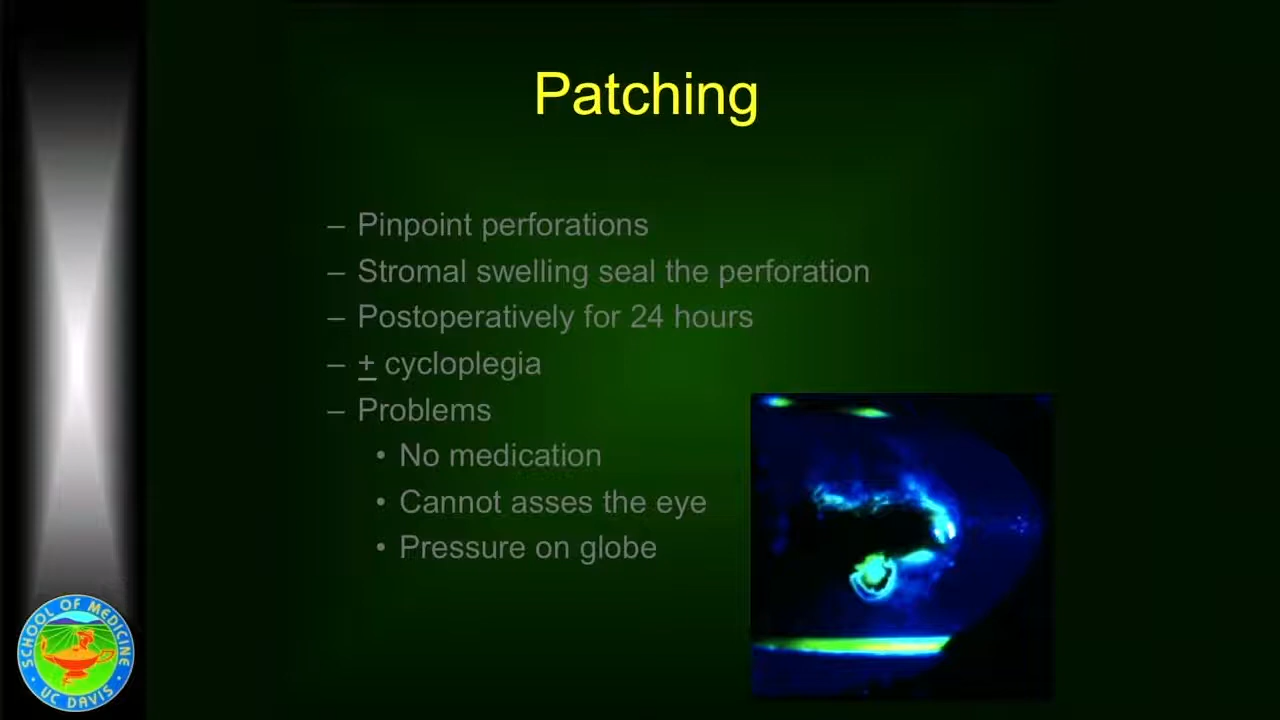 Patching
– Pinpoint perforations
– Stromal swelling seal the perforation
– Postoperatively for 24 hours
– ± cycloplegia
– Problems
• No medication
• Cannot asses the eye
• Pressure on globe
SCHOOL OF MEDICINE
UC DAVIS